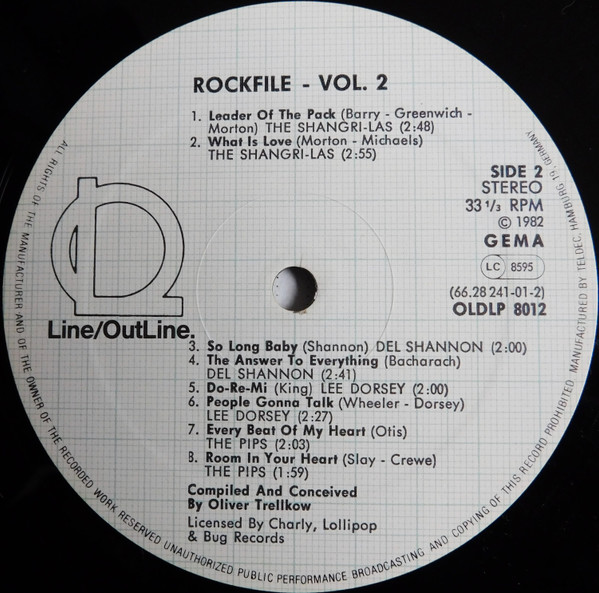 ROCKFILE - VOL. 2
1. Leader Of The Pack (Barry - Greenwich -
Morton) THE SHANGRI-LAS (2:48)
2. What Is Love (Morton - Michaels)
THE SHANGRI-LAS (2:55)
SIDE 2
STEREO
33 1/3 RPM
© 1982
GEMA
LC 8595
(66.28 241-01-2)
OLDLP 8012
Line/OutLine.
3. So Long Baby (Shannon) DEL SHANNON (2:00)
4. The Answer To Everything (Bacharach)
DEL SHANNON (2:41)
5. Do-Re-Mi (King) LEE DORSEY (2:00)
6. People Gonna Talk (Wheeler - Dorsey)
LEE DORSEY (2:27)
7. Every Beat Of My Heart (Otis)
THE PIPS (2:03)
8. Room In Your Heart (Slay - Crewe)
THE PIPS (1:59)
Compiled And Conceived
By Oliver Trellkow
Licensed By Charly, Lollipop
& Bug Records
ALL RIGHTS OF THE MANUFACTURER AND OF THE OWNER OF THE RECORDED WORK RESERVED UNAUTHORIZED PUBLIC PERFORMANCE BROADCASTING AND COPYING OF THIS RECORD PROHIBITED. MANUFACTURED BY TELDEC, HAMBURG 19, GERMANY